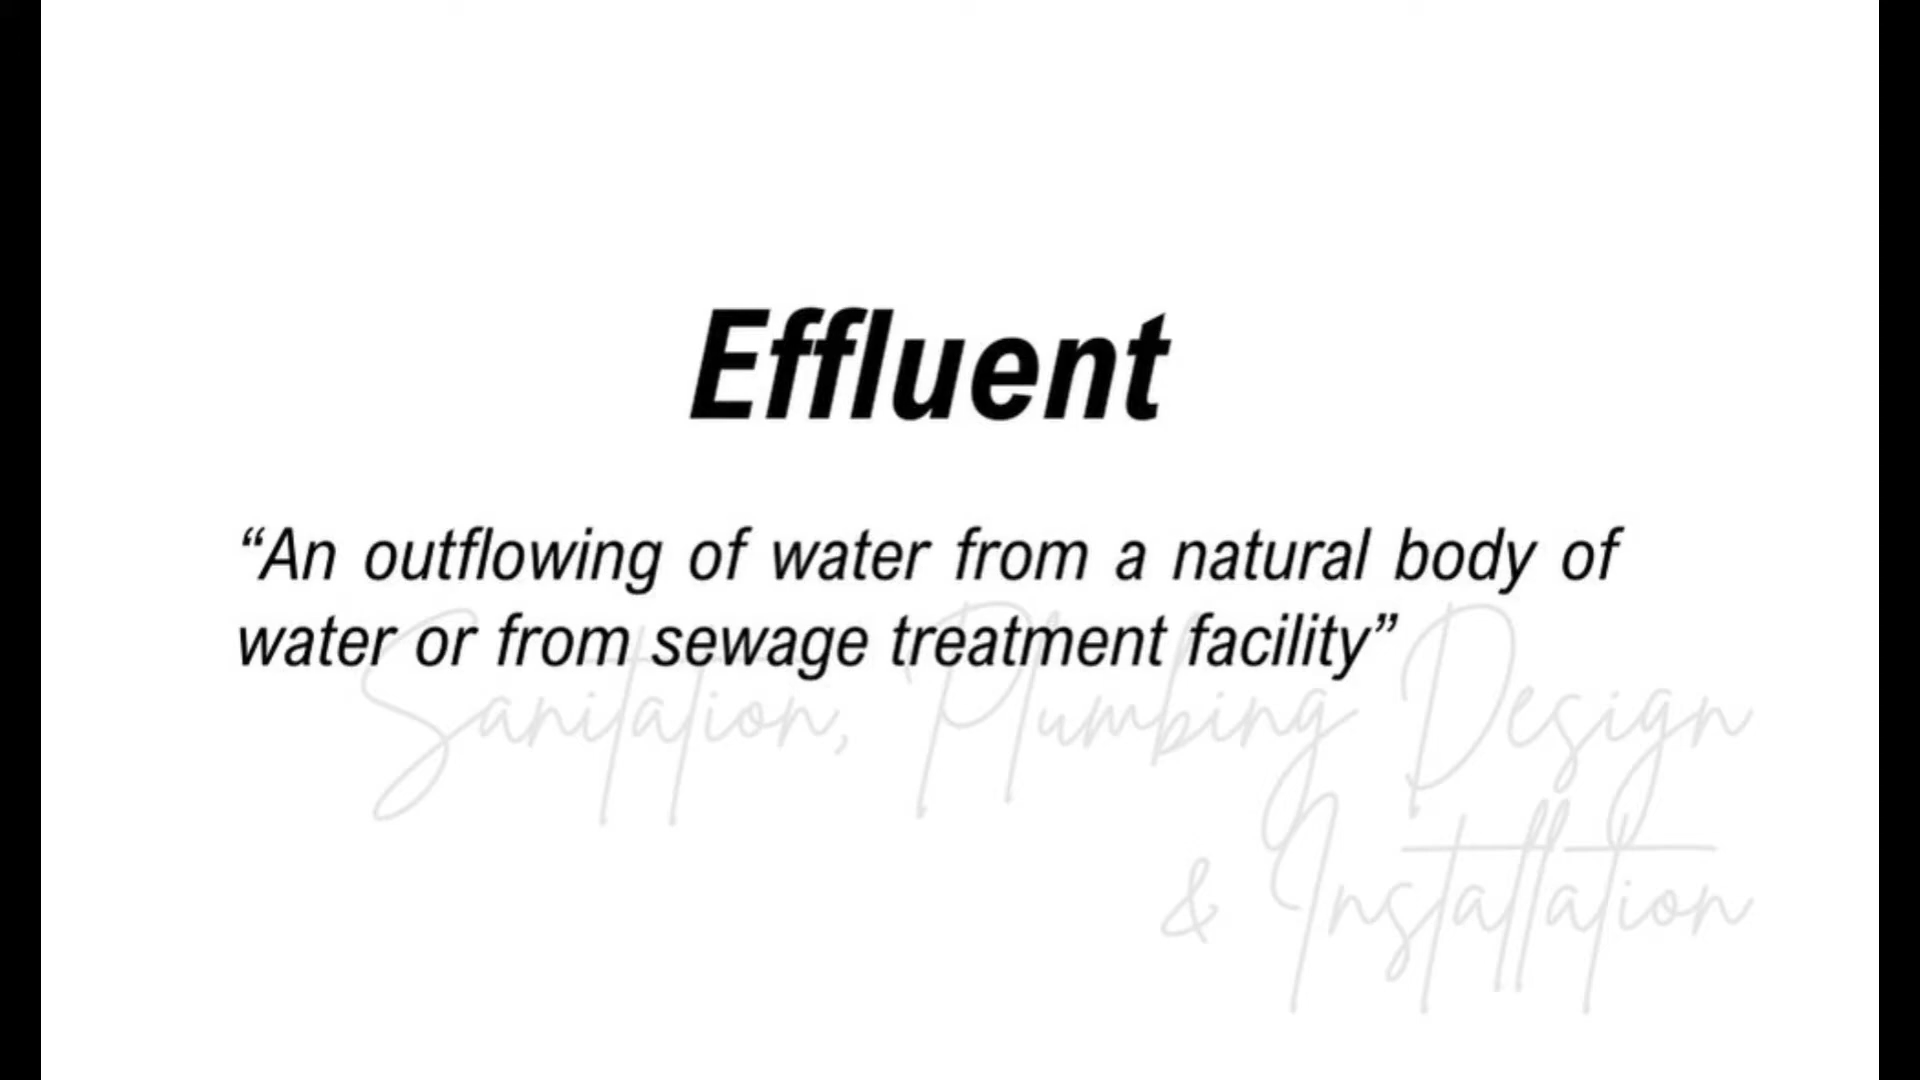 Effluent
“An outflowing of water from a natural body of
water or from sewage treatment facility”
Sanitation, Plumbing Design
& Installation